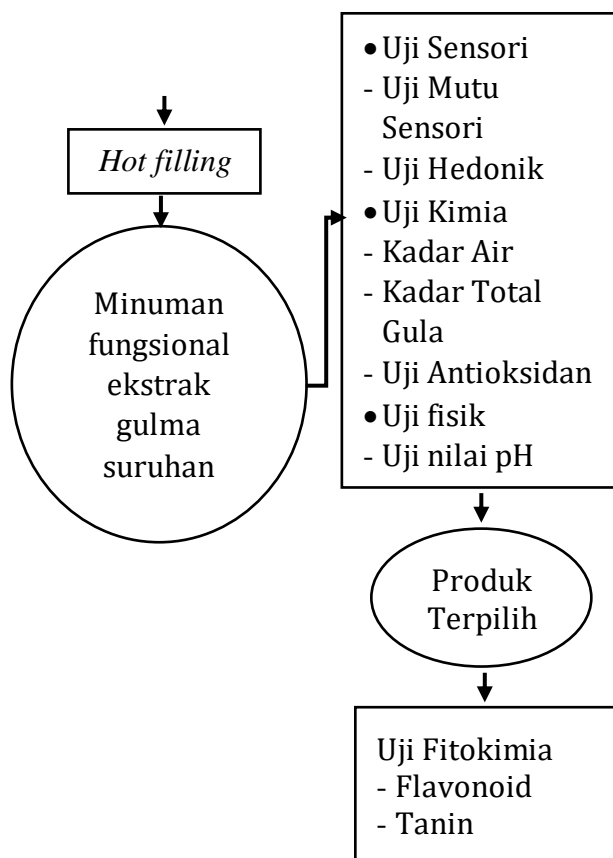 Hot filling
Minuman
fungsional
ekstrak
gulma
suruhan
•Uji Sensori
- Uji Mutu
Sensori
- Uji Hedonik
•Uji Kimia
- Kadar Air
- Kadar Total
Gula
- Uji Antioksidan
•Uji fisik
- Uji nilai pH
Produk
Terpilih
Uji Fitokimia
- Flavonoid
- Tanin